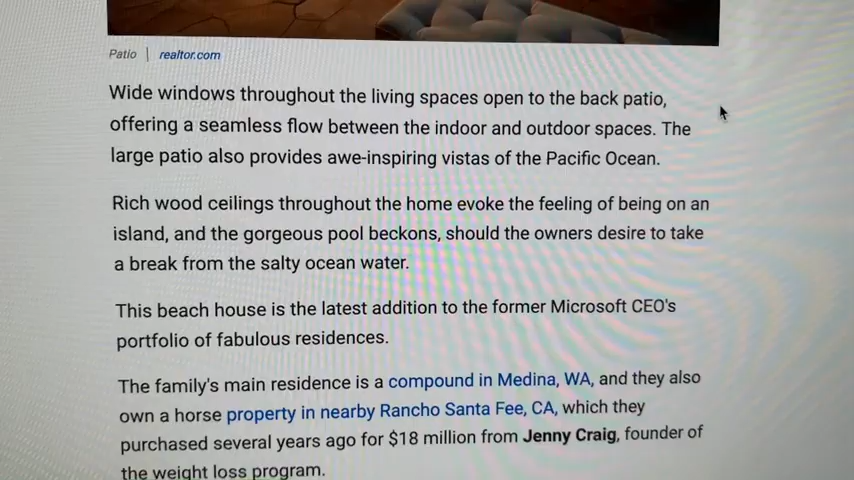 Patio | realtor.com
Wide windows throughout the living spaces open to the back patio,
offering a seamless flow between the indoor and outdoor spaces. The
large patio also provides awe-inspiring vistas of the Pacific Ocean.
Rich wood ceilings throughout the home evoke the feeling of being on an
island, and the gorgeous pool beckons, should the owners desire to take
a break from the salty ocean water.
This beach house is the latest addition to the former Microsoft CEO's
portfolio of fabulous residences.
The family's main residence is a compound in Medina, WA, and they also
own a horse property in nearby Rancho Santa Fee, CA, which they
purchased several years ago for $18 million from Jenny Craig, founder of
the weight loss program.